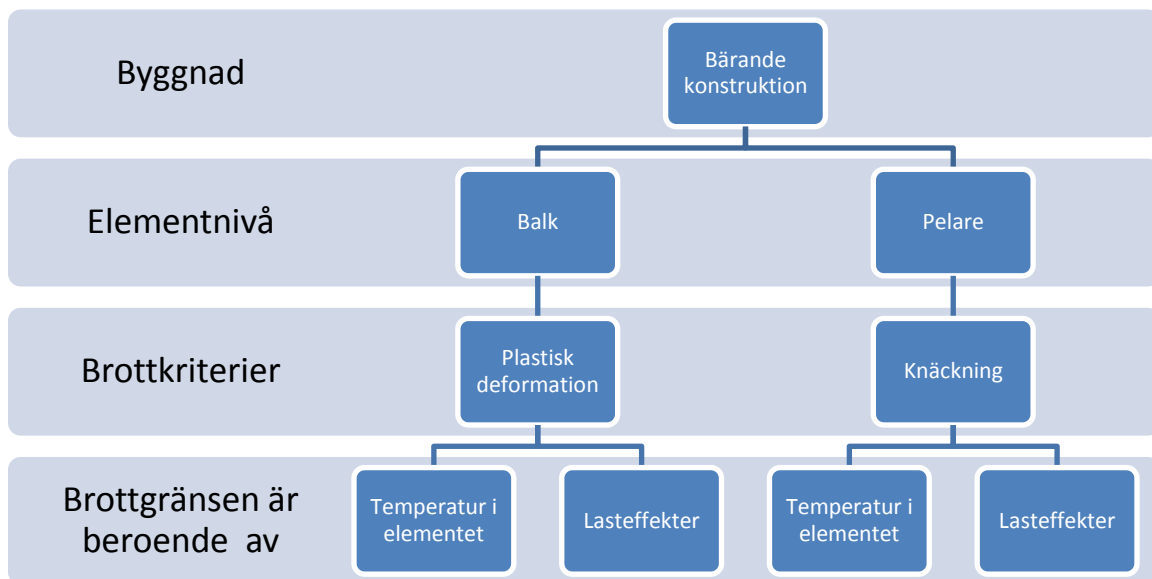 Byggnad
Bärande
konstruktion
Elementnivå
Balk
Pelare
Brottkriterier
Plastisk
deformation
Knäckning
Brottgränsen är
beroende av
Temperatur i
elementet
Lasteffekter
Temperatur i
elementet
Lasteffekter